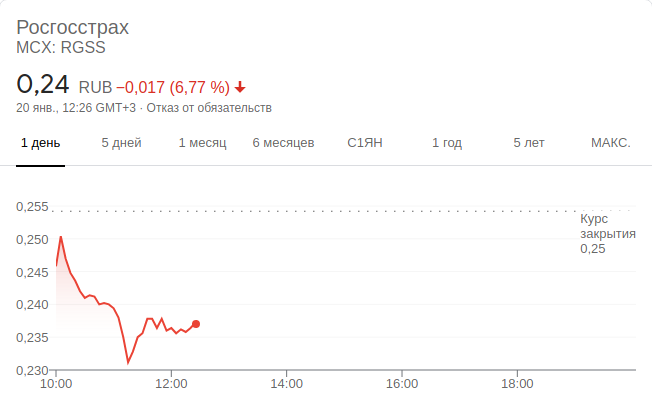 Росгосстрах
MCX: RGSS
0,24 RUB −0,017 (6,77 %)
20 янв., 12:26 GMT+3 · Отказ от обязательств
1 день 5 дней 1 месяц 6 месяцев С1ЯН 1 год 5 лет МАКС.
0,255
Курс
закрытия
0,25
0,250
0,245
0,240
0,235
0,230
10:00 12:00 14:00 16:00 18:00